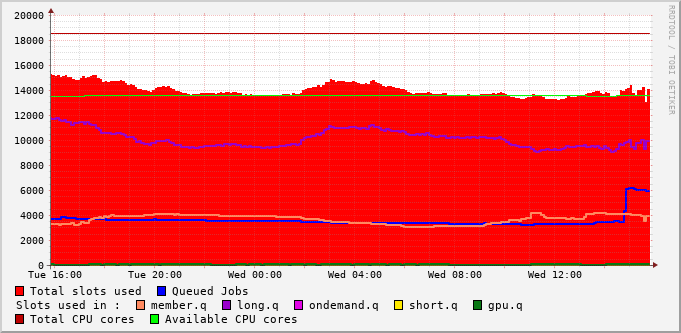 20000
18000
16000
14000
12000
10000
8000
6000
4000
2000
0
Tue 16:00 Tue 20:00 Wed 00:00 Wed 04:00 Wed 08:00 Wed 12:00
Total slots used Queued Jobs
Slots used in : member.q long.q ondemand.q short.q gpu.q
Total CPU cores Available CPU cores
RRDTOOL / TOBI OETIKER